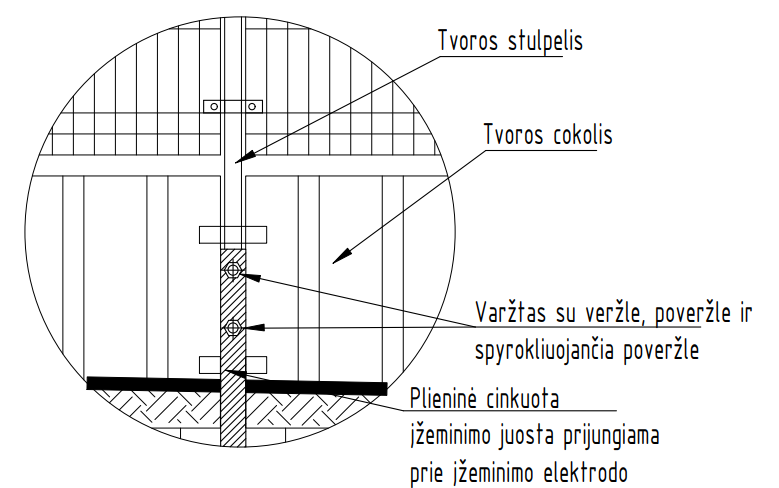 Tvoros stulpelis
Tvoros cokolis
Varžtas su veržle, poveržle ir
spyrokliuojančia poveržle
Plieninė cinkuota
įžeminimo juosta prijungiama
prie įžeminimo elektrodo